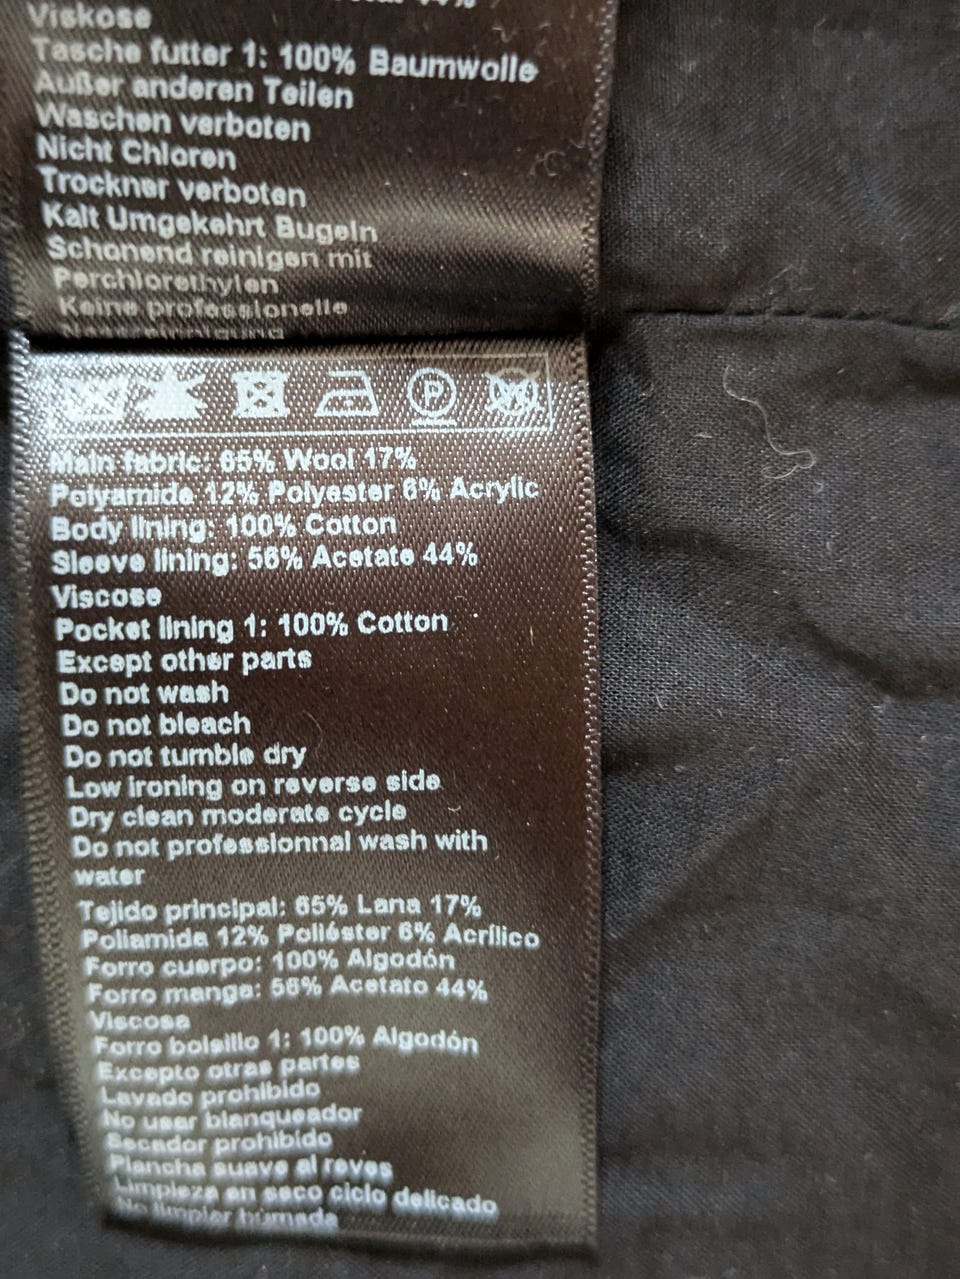 44%
Viskose
Tasche futter 1: 100% Baumwolle
Außer anderen Teilen
Waschen verboten
Nicht Chloren
Trockner verboten
Kalt Umgekehrt Bugeln
Schonend reinigen mit
Perchlorethylen
Keine professionelle
P
Main fabric: 65% Wool 17%
Polyamide 12% Polyester 6% Acrylic
Body lining: 100% Cotton
Sleeve lining: 56% Acetate 44%
Viscose
Pocket lining 1: 100% Cotton
Except other parts
Do not wash
Do not bleach
Do not tumble dry
Low ironing on reverse side
Dry clean moderate cycle
Do not professionnal wash with
water
Tejido principal: 65% Lana 17%
Poliamida 12% Poliéster 6% Acrílico
Forro cuerpo: 100% Algodón
Forro manga: 56% Acetato 44%
Viscosa
Forro bolsillo 1: 100% Algodón
Excepto otras partes
Lavado prohibido
No usar blanqueador
Secador prohibido
Plancha suave al reves
Limpieza en seco ciclo delicado
No limpiar húmeda